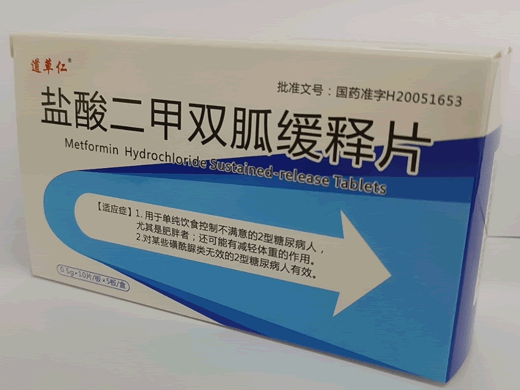 道草仁®
批准文号：国药准字H20051653
盐酸二甲双胍缓释片
Metformin Hydrochloride Sustained-release Tablets
【适应症】1.用于单纯饮食控制不满意的2型糖尿病人，
尤其是肥胖者；还可能有减轻体重的作用。
2.对某些磺酰脲类无效的2型糖尿病人有效。
0.5g×10片/板×5板/盒